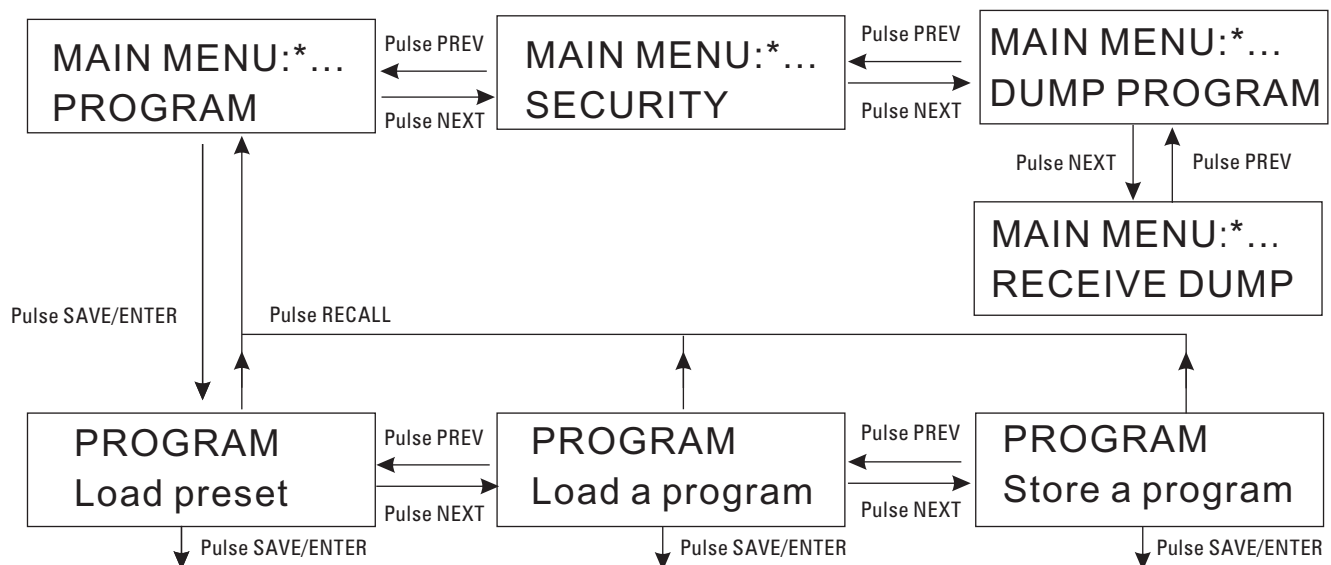 MAIN MENU:*...
PROGRAM
Pulse PREV
Pulse NEXT
MAIN MENU:*...
SECURITY
Pulse PREV
Pulse NEXT
MAIN MENU:*...
DUMP PROGRAM
Pulse NEXT
Pulse PREV
MAIN MENU:*...
RECEIVE DUMP
Pulse SAVE/ENTER
Pulse RECALL
PROGRAM
Load preset
Pulse PREV
Pulse NEXT
PROGRAM
Load a program
Pulse PREV
Pulse NEXT
PROGRAM
Store a program
Pulse SAVE/ENTER
Pulse SAVE/ENTER
Pulse SAVE/ENTER